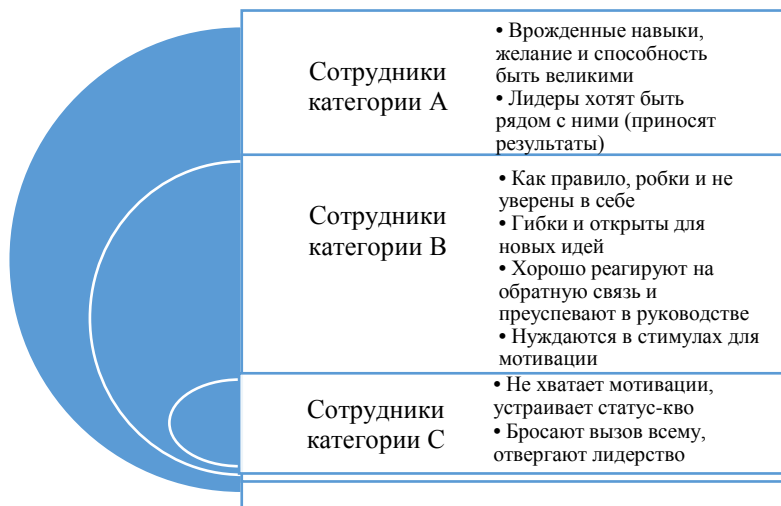 Сотрудники
категории А
• Врожденные навыки,
желание и способность
быть великими
• Лидеры хотят быть
рядом с ними (приносят
результаты)
Сотрудники
категории В
• Как правило, робки и не
уверены в себе
• Гибки и открыты для
новых идей
• Хорошо реагируют на
обратную связь и
преуспевают в руководстве
• Нуждаются в стимулах для
мотивации
Сотрудники
категории С
• Не хватает мотивации,
устраивает статус-кво
• Бросают вызов всему,
отвергают лидерство